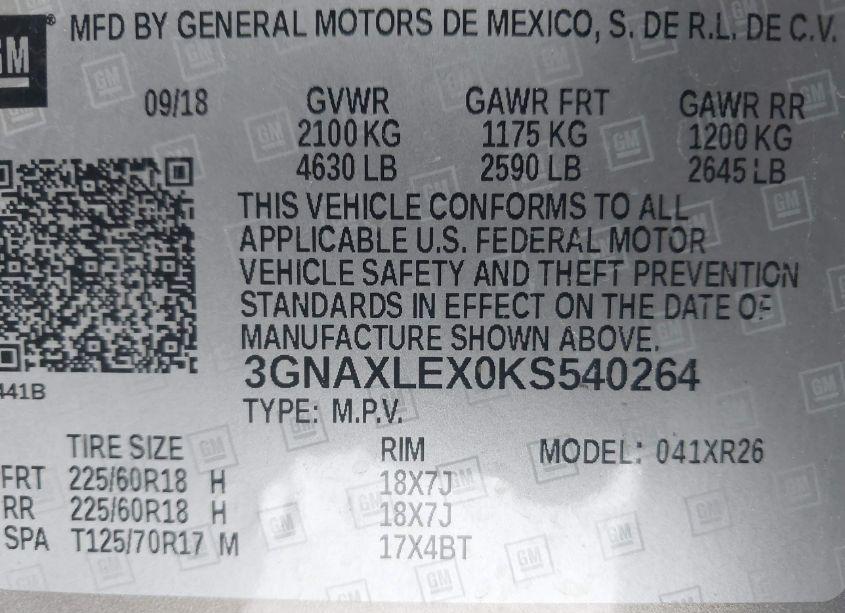 GM® MFD BY GENERAL MOTORS DE MEXICO, S. DE R.L. DE C.V.
09/18 GVWR GAWR FRT GAWR RR
2100 KG 1175 KG 1200 KG
4630 LB 2590 LB 2645 LB
THIS VEHICLE CONFORMS TO ALL
APPLICABLE U.S. FEDERAL MOTOR
VEHICLE SAFETY AND THEFT PREVENTION
STANDARDS IN EFFECT ON THE DATE OF
MANUFACTURE SHOWN ABOVE.
3GNAXLEX0KS540264
441B
TYPE: M.P.V.
TIRE SIZE RIM MODEL: 041XR26
FRT 225/60R18 H 18X7J
RR 225/60R18 H 18X7J
SPA T125/70R17 M 17X4BT